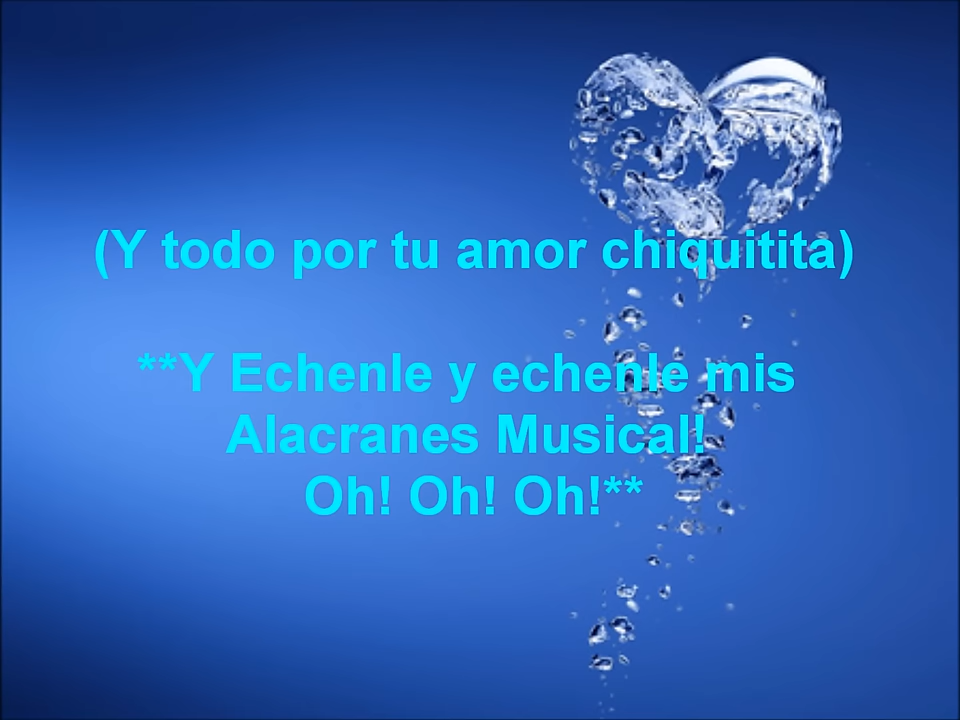 (Y todo por tu amor chiquitita)
**Y Echenle y echenle mis
Alacranes Musical!
Oh! Oh! Oh!**